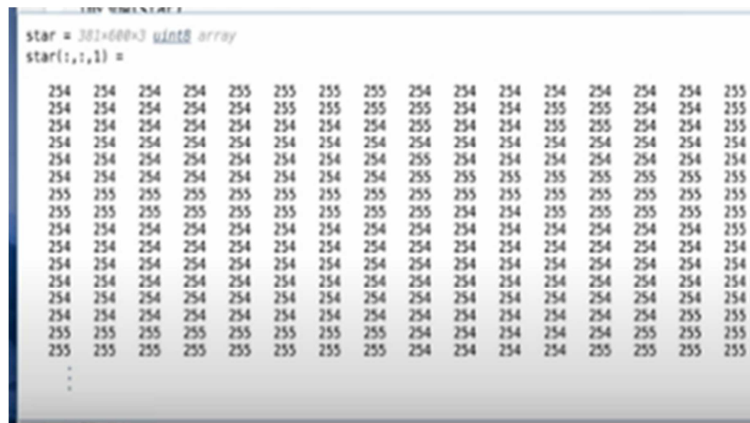 star = 381×600×3 uint8 array
star(:,:,1) =
254 254 254 254 255 255 255 255 254 254 254 254 254 254 254 255
254 254 254 254 254 255 255 255 255 254 254 255 255 254 254 255
254 254 254 254 254 254 254 254 255 254 254 255 255 254 254 255
254 254 254 254 254 254 254 254 254 254 254 254 254 254 254 254
254 254 254 254 254 254 254 254 255 254 254 254 254 254 254 254
254 254 254 254 254 254 254 254 255 255 255 255 255 255 255 255
255 255 255 255 255 255 255 255 255 255 255 255 255 255 255 255
255 255 255 255 255 255 255 255 255 254 254 255 255 255 255 255
254 254 254 254 254 254 254 254 254 254 254 254 254 254 254 255
254 254 254 254 254 254 254 254 254 254 254 254 254 254 254 255
254 254 254 254 254 254 254 254 254 254 254 254 254 254 254 255
254 254 254 254 254 254 254 254 254 254 254 254 254 254 254 254
254 254 254 254 254 254 254 254 254 254 254 254 254 254 254 255
254 254 254 254 254 254 254 254 254 254 254 254 254 254 255 255
255 255 255 255 255 255 255 255 254 254 254 254 254 255 255 255
255 255 255 255 255 255 255 255 254 254 254 254 255 255 255 255